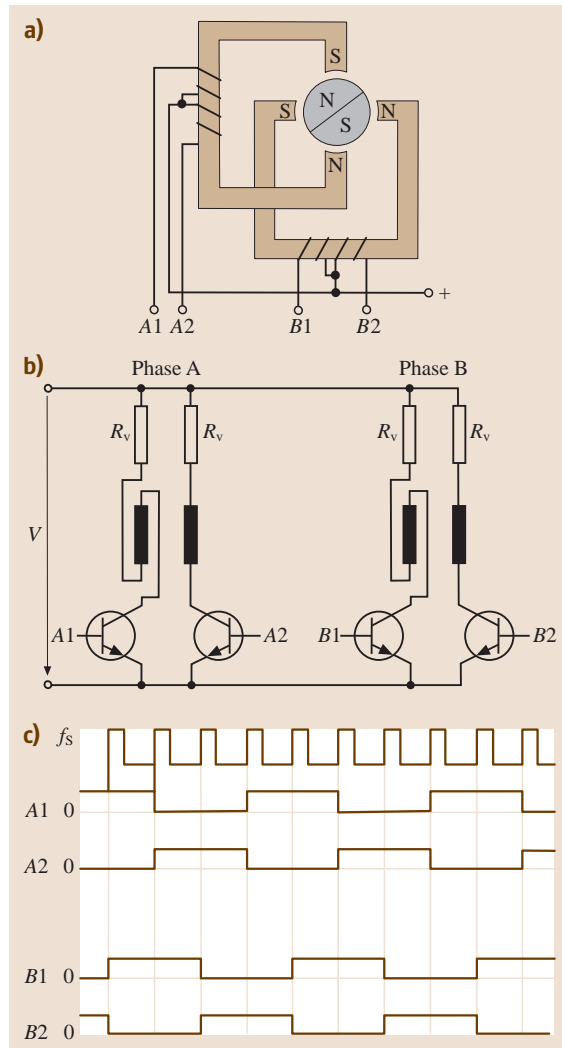 a)
S
N
S N
S
N
+
A1 A2 B1 B2
b) Phase A Phase B
Rv Rv Rv Rv
V
A1 A2 B1 B2
c) fs
A1 0
A2 0
B1 0
B2 0